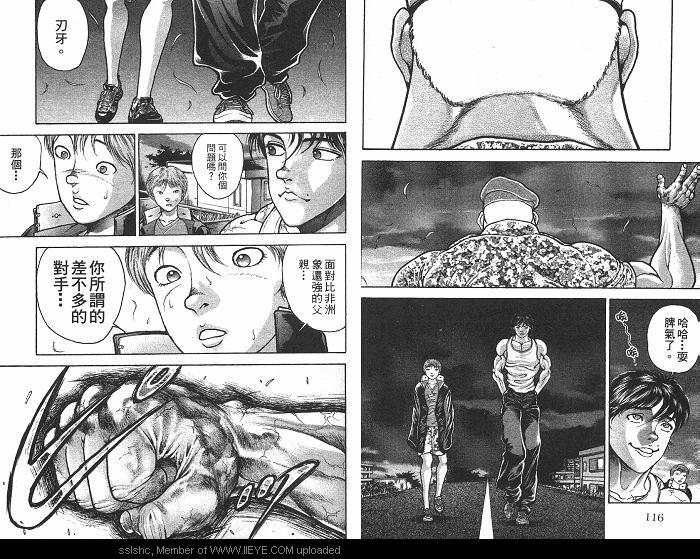 哈哈…耍
脾氣了。
116
刃牙。
可以問你個
問題嗎?
那個…
面對比非洲
象還強的父
親…
你所謂的
差不多的
對手…
sslshc, Member of WWW.IIEYE.COM uploaded